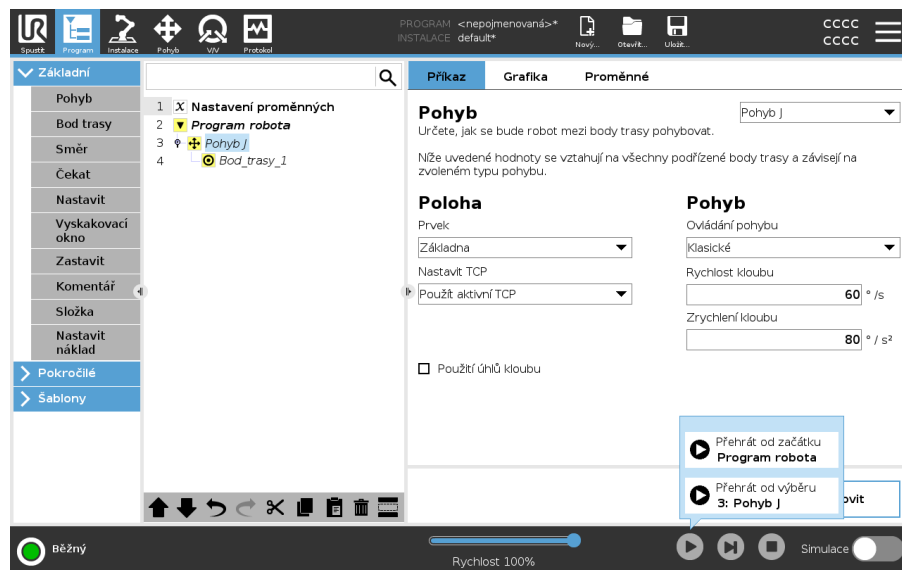 PROGRAM <nepojmenovaná>*
INSTALACE default*
Spustit Program Instalace Pohyb V/V Protokol
Nový... Otevřít... Uložit...
cccc
cccc
Základní
Pohyb
Bod trasy
Směr
Čekat
Nastavit
Vyskakovací
okno
Zastavit
Komentář
Složka
Nastavit
náklad
Pokročilé
Šablony
1 X Nastavení proměnných
2 Program robota
3 Pohyb J
4 Bod_trasy_1
Příkaz Grafika Proměnné
Pohyb
Pohyb J
Určete, jak se bude robot mezi body trasy pohybovat.
Níže uvedené hodnoty se vztahují na všechny podřízené body trasy a závisejí na
zvoleném typu pohybu.
Poloha
Prvek
Základna
Nastavit TCP
Použít aktivní TCP
Použití úhlů kloubu
Pohyb
Ovládání pohybu
Klasické
Rychlost kloubu
60 ° /s
Zrychlení kloubu
80 ° / s²
Přehrát od začátku
Program robota
Přehrát od výběru
3: Pohyb J
ovit
Běžný
Rychlost 100%
Simulace